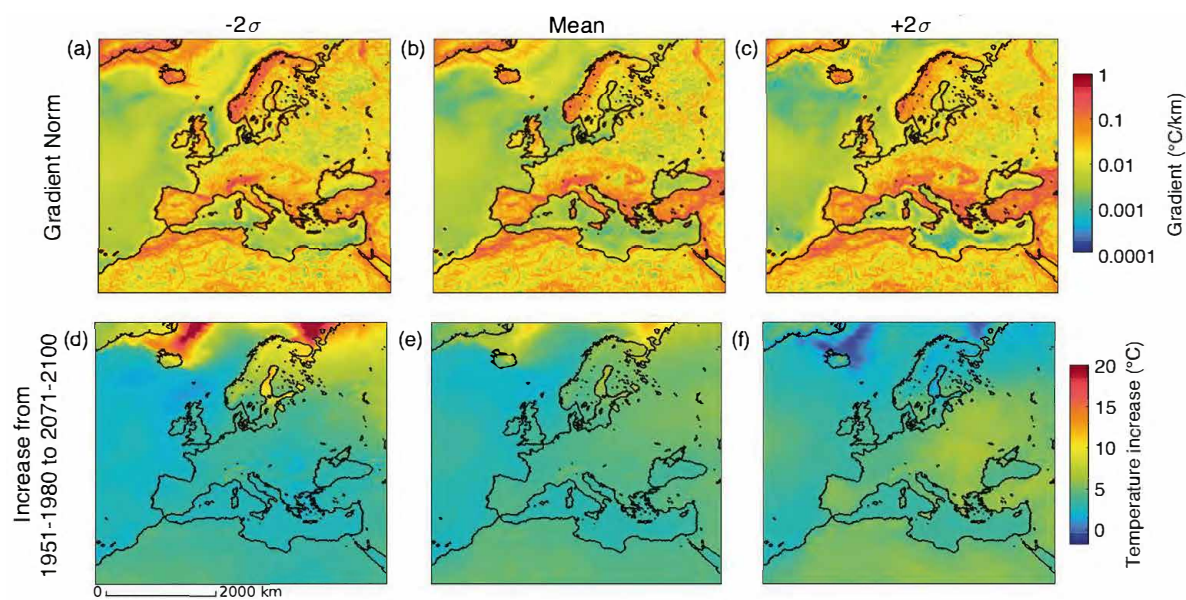 -2σ
Mean
+2σ
(a)
(b)
(c)
Gradient Norm
1
0.1
0.01
0.001
0.0001
Gradient (°C/km)
(d)
(e)
(f)
Increase from
1951-1980 to 2071-2100
20
15
10
5
0
Temperature increase (°C)
0
2000 km